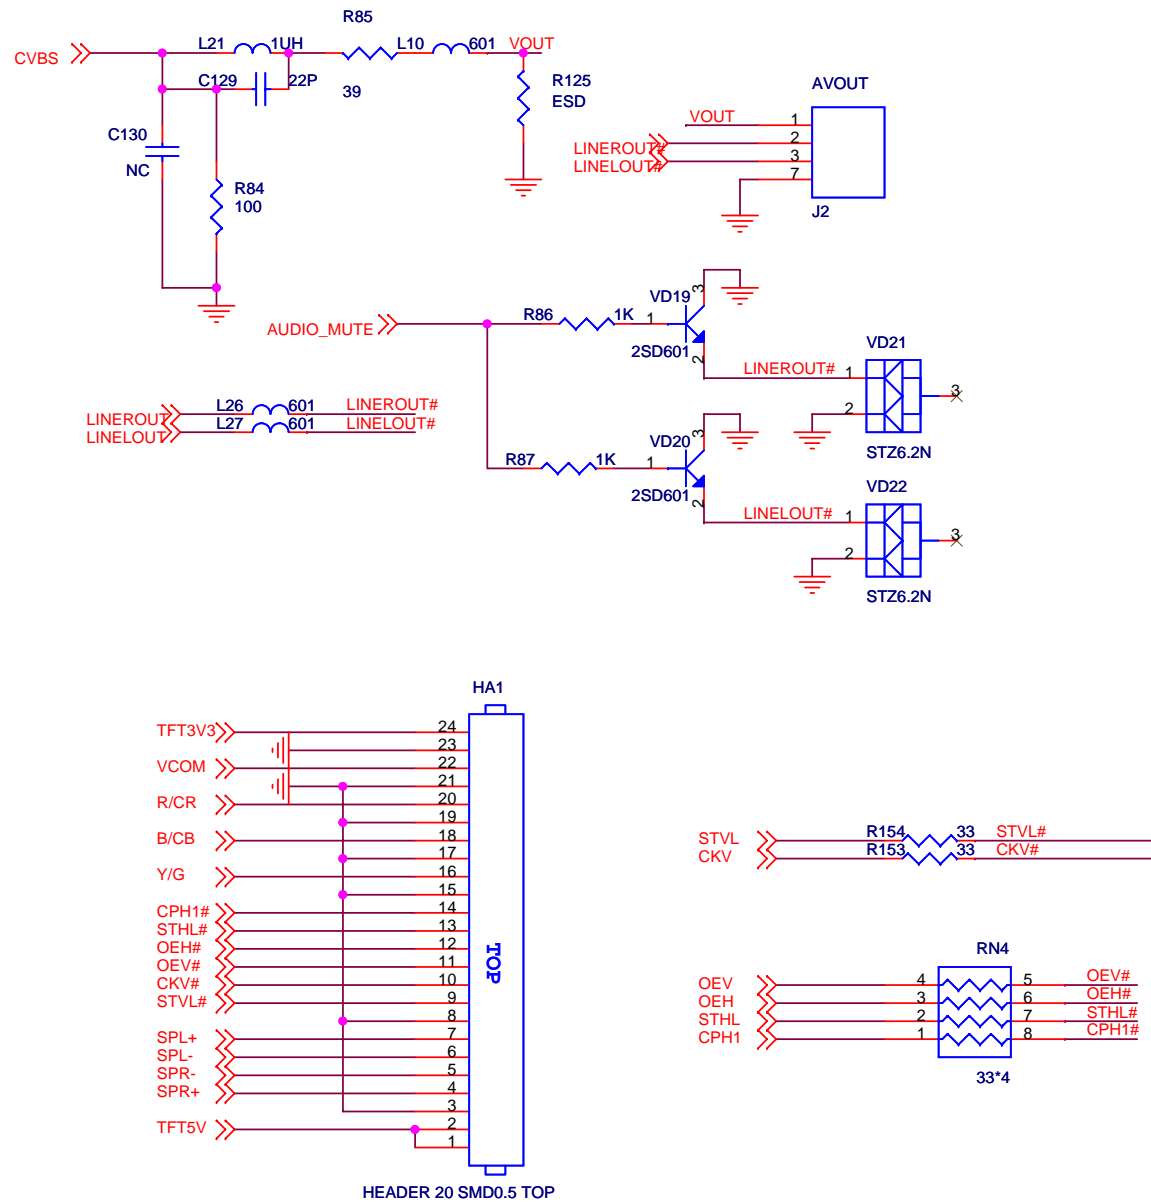 R85
L21 1UH L10 601 VOUT
CVBS
C129 22P
39
R125
ESD
C130
NC
R84
100
AVOUT
VOUT 1
LINEROUT# 2
LINELOUT# 3
7
J2
AUDIO_MUTE
R86 1K 1
VD19 3
2SD601 2
LINEROUT# 1
VD21
2
3
STZ6.2N
LINEROUT L26 601 LINEROUT#
LINELOUT L27 601 LINELOUT#
R87 1K 1
VD20 3
2SD601 2
LINELOUT# 1
VD22
2
3
STZ6.2N
HA1
TFT3V3 24
23
VCOM 22
21
R/CR 20
19
B/CB 18
17
Y/G 16
15
CPH1# 14
STHL# 13
OEH# 12
OEV# 11
CKV# 10
STVL# 9
8
SPL+ 7
SPL- 6
SPR- 5
SPR+ 4
3
TFT5V 2
1
TOP
HEADER 20 SMD0.5 TOP
STVL R154 33 STVL#
CKV R153 33 CKV#
RN4
OEV 4 5 OEV#
OEH 3 6 OEH#
STHL 2 7 STHL#
CPH1 1 8 CPH1#
33*4